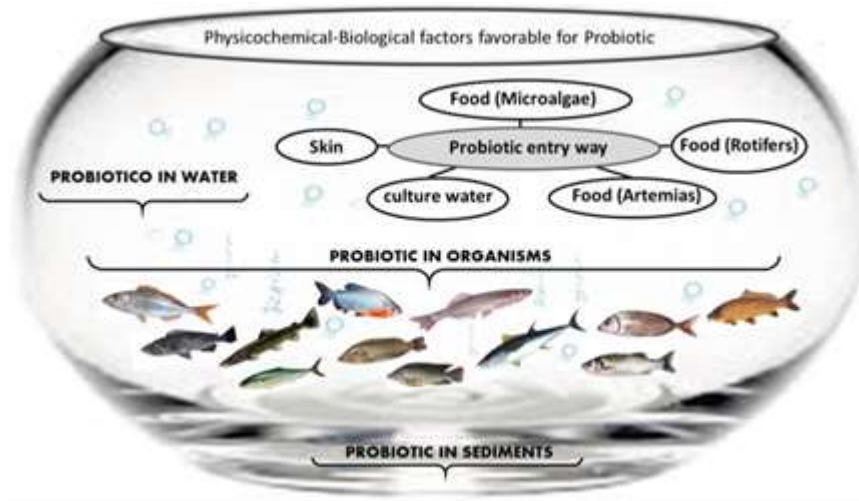 Physicochemical-Biological factors favorable for Probiotic
Food (Microalgae)
Skin
Probiotic entry way
Food (Rotifers)
PROBIOTICO IN WATER
culture water
Food (Artemias)
PROBIOTIC IN ORGANISMS
PROBIOTIC IN SEDIMENTS